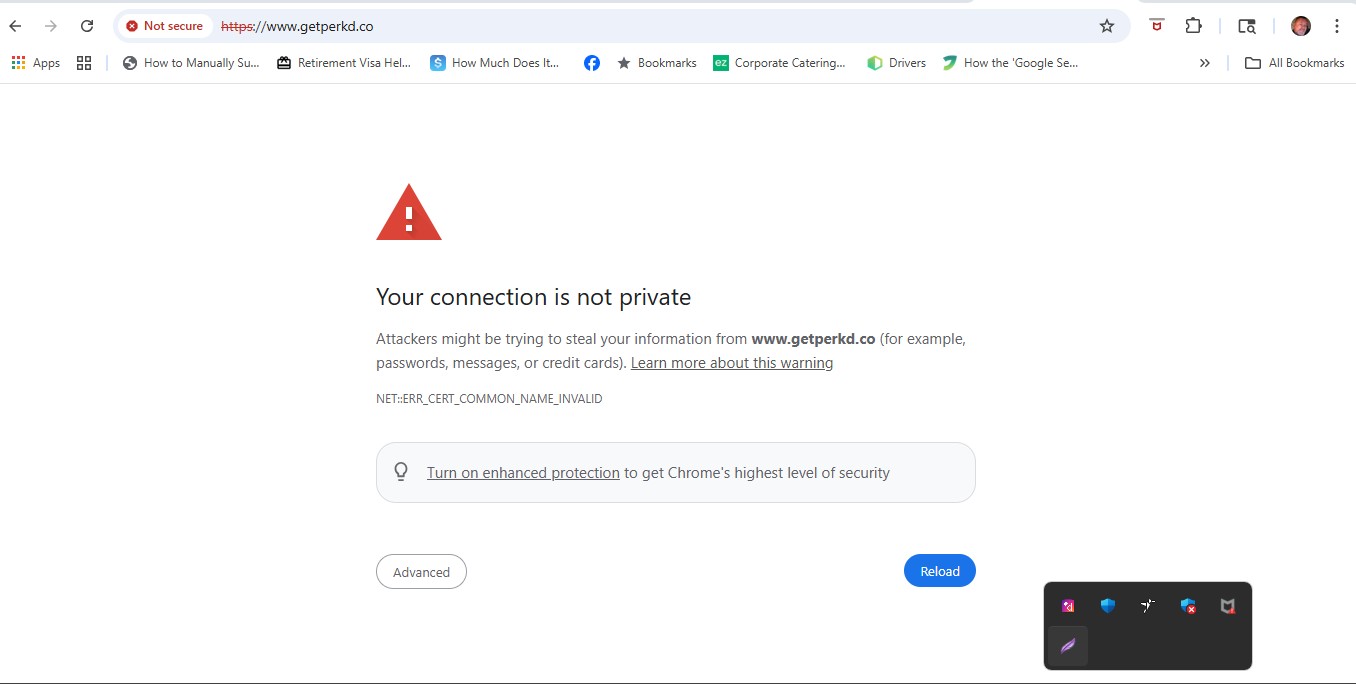 Not secure https://www.getperkd.co
Apps How to Manually Su... Retirement Visa Hel... $ How Much Does It... Bookmarks ez Corporate Catering... Drivers How the 'Google Se... » All Bookmarks
Your connection is not private
Attackers might be trying to steal your information from www.getperkd.co (for example,
passwords, messages, or credit cards). Learn more about this warning
NET::ERR_CERT_COMMON_NAME_INVALID
Turn on enhanced protection to get Chrome's highest level of security
Advanced Reload